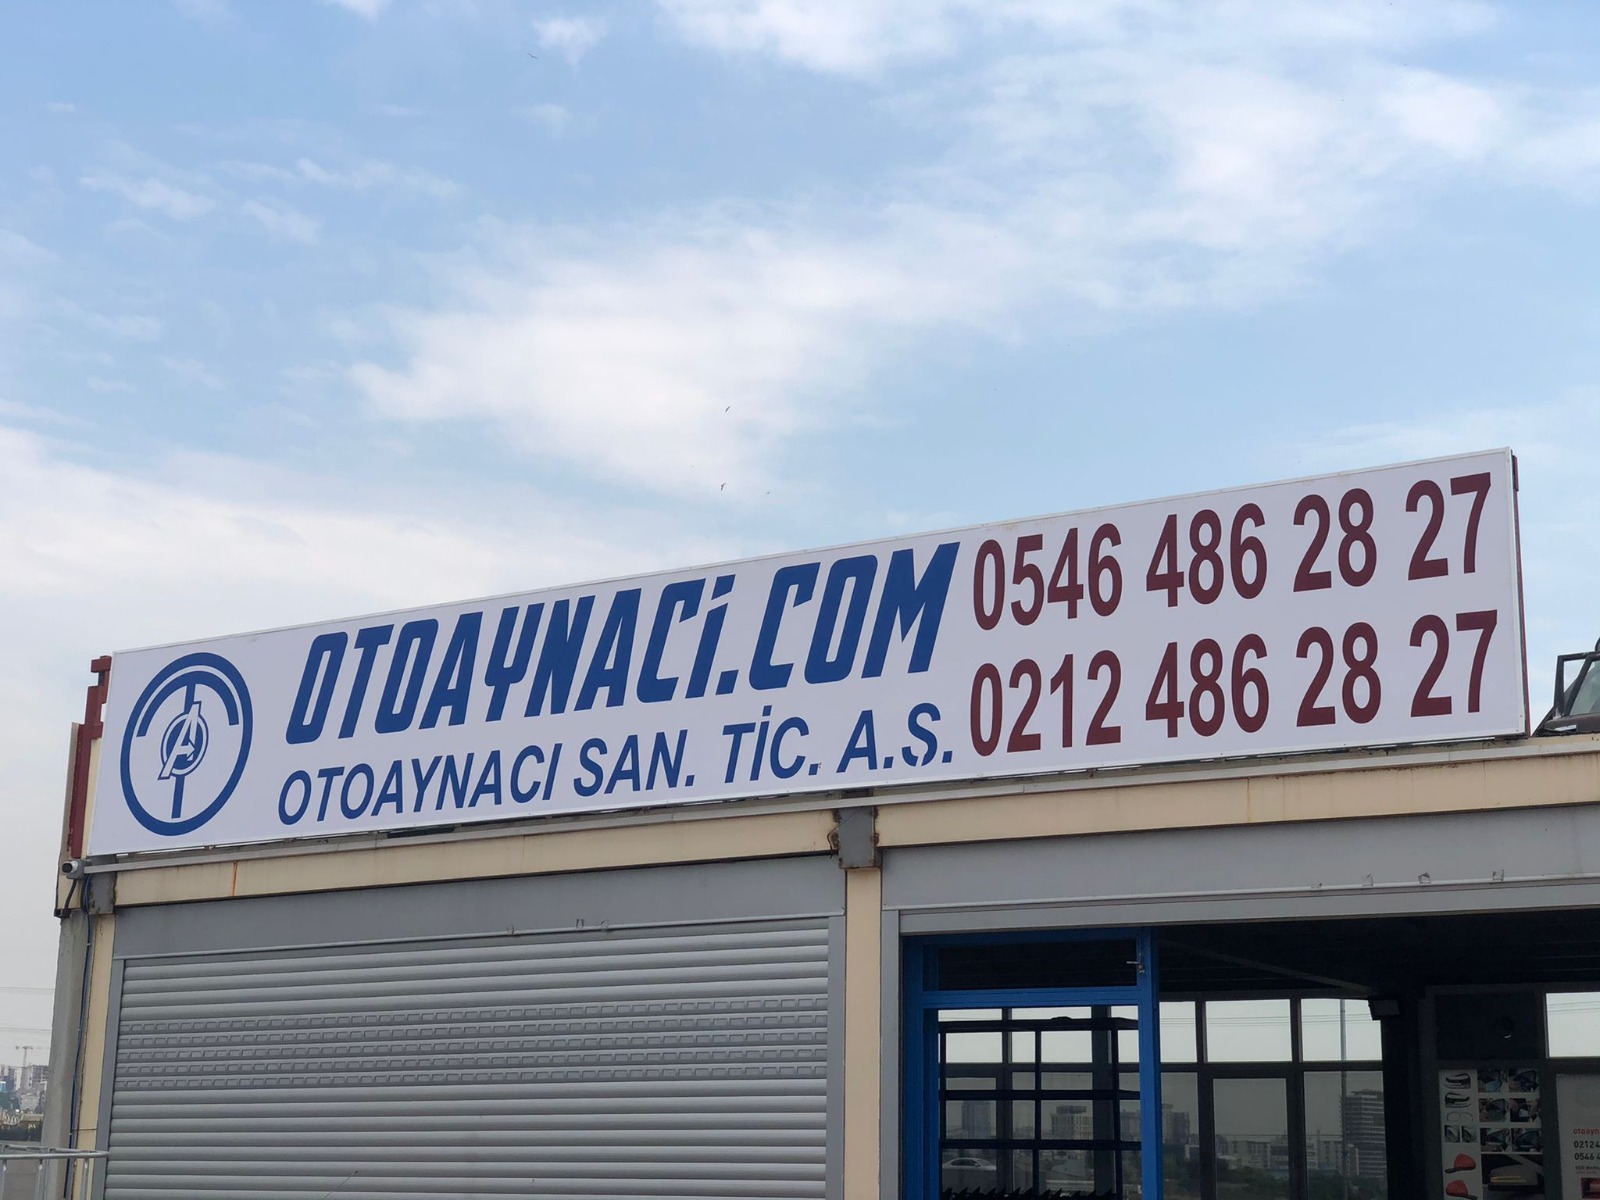 OTOAYNACİ.COM
OTOAYNACI SAN. TİC. A.Ş.
0546 486 28 27
0212 486 28 27